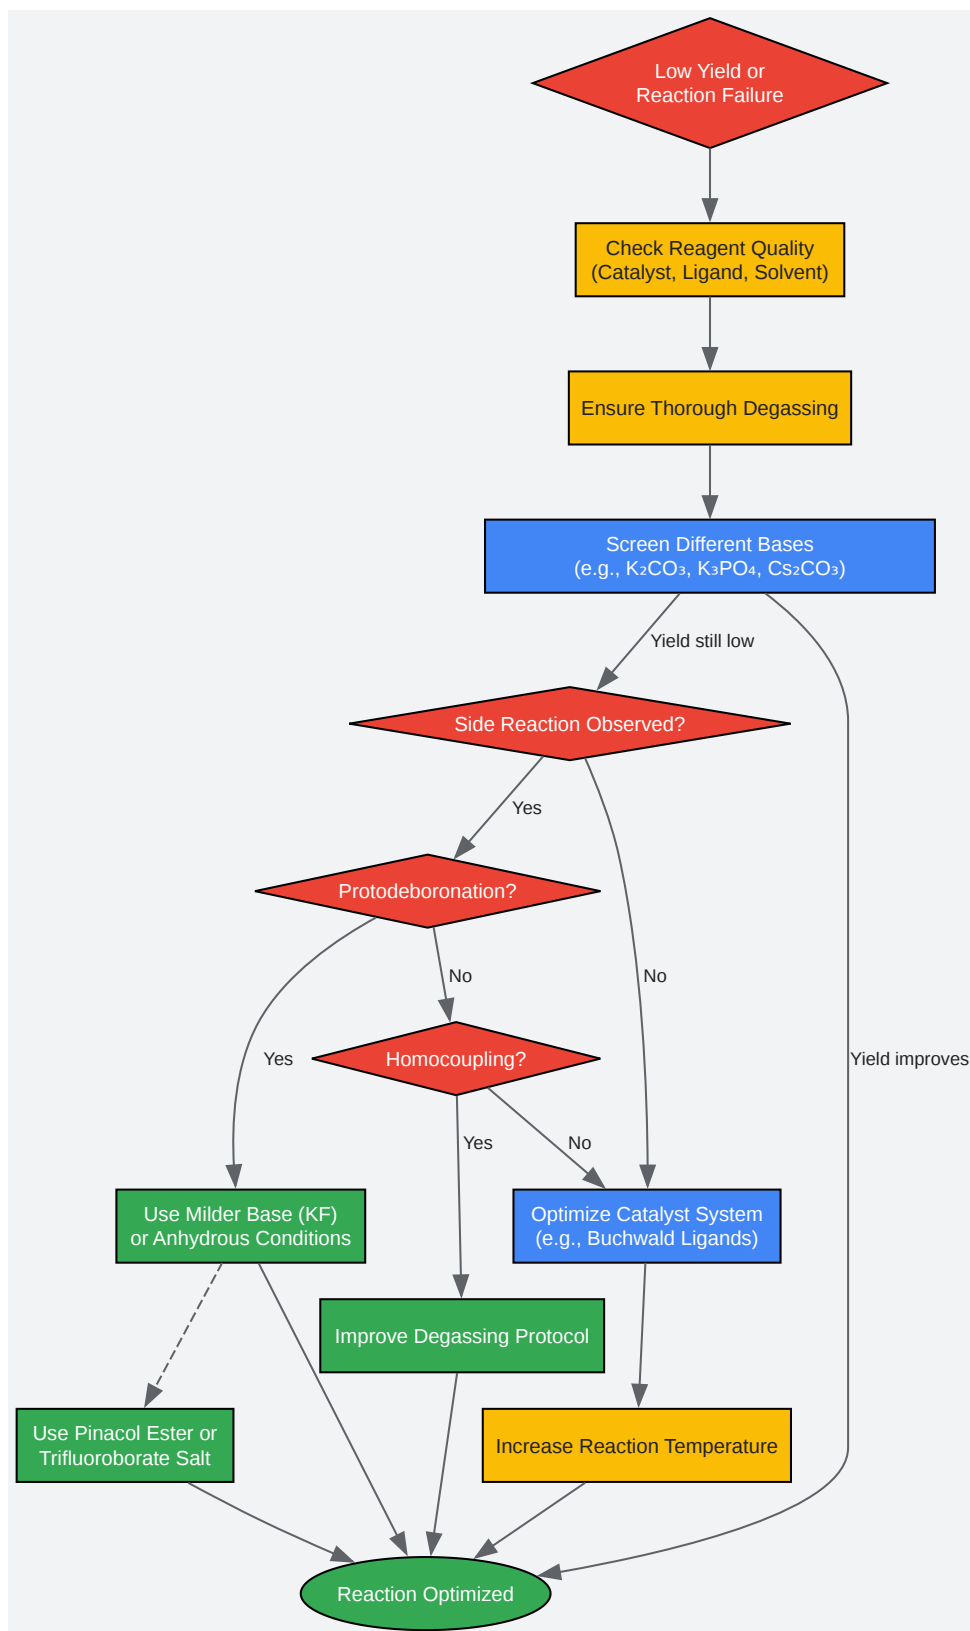 Low Yield or
Reaction Failure
Check Reagent Quality
(Catalyst, Ligand, Solvent)
Ensure Thorough Degassing
Screen Different Bases
(e.g., K₂CO₃, K₃PO₄, Cs₂CO₃)
Yield still low
Side Reaction Observed?
Yes
Protodeboronation?
No
No
Homocoupling?
Yes
Yield improves
Yes
No
Use Milder Base (KF)
or Anhydrous Conditions
Optimize Catalyst System
(e.g., Buchwald Ligands)
Improve Degassing Protocol
Use Pinacol Ester or
Trifluoroborate Salt
Increase Reaction Temperature
Reaction Optimized